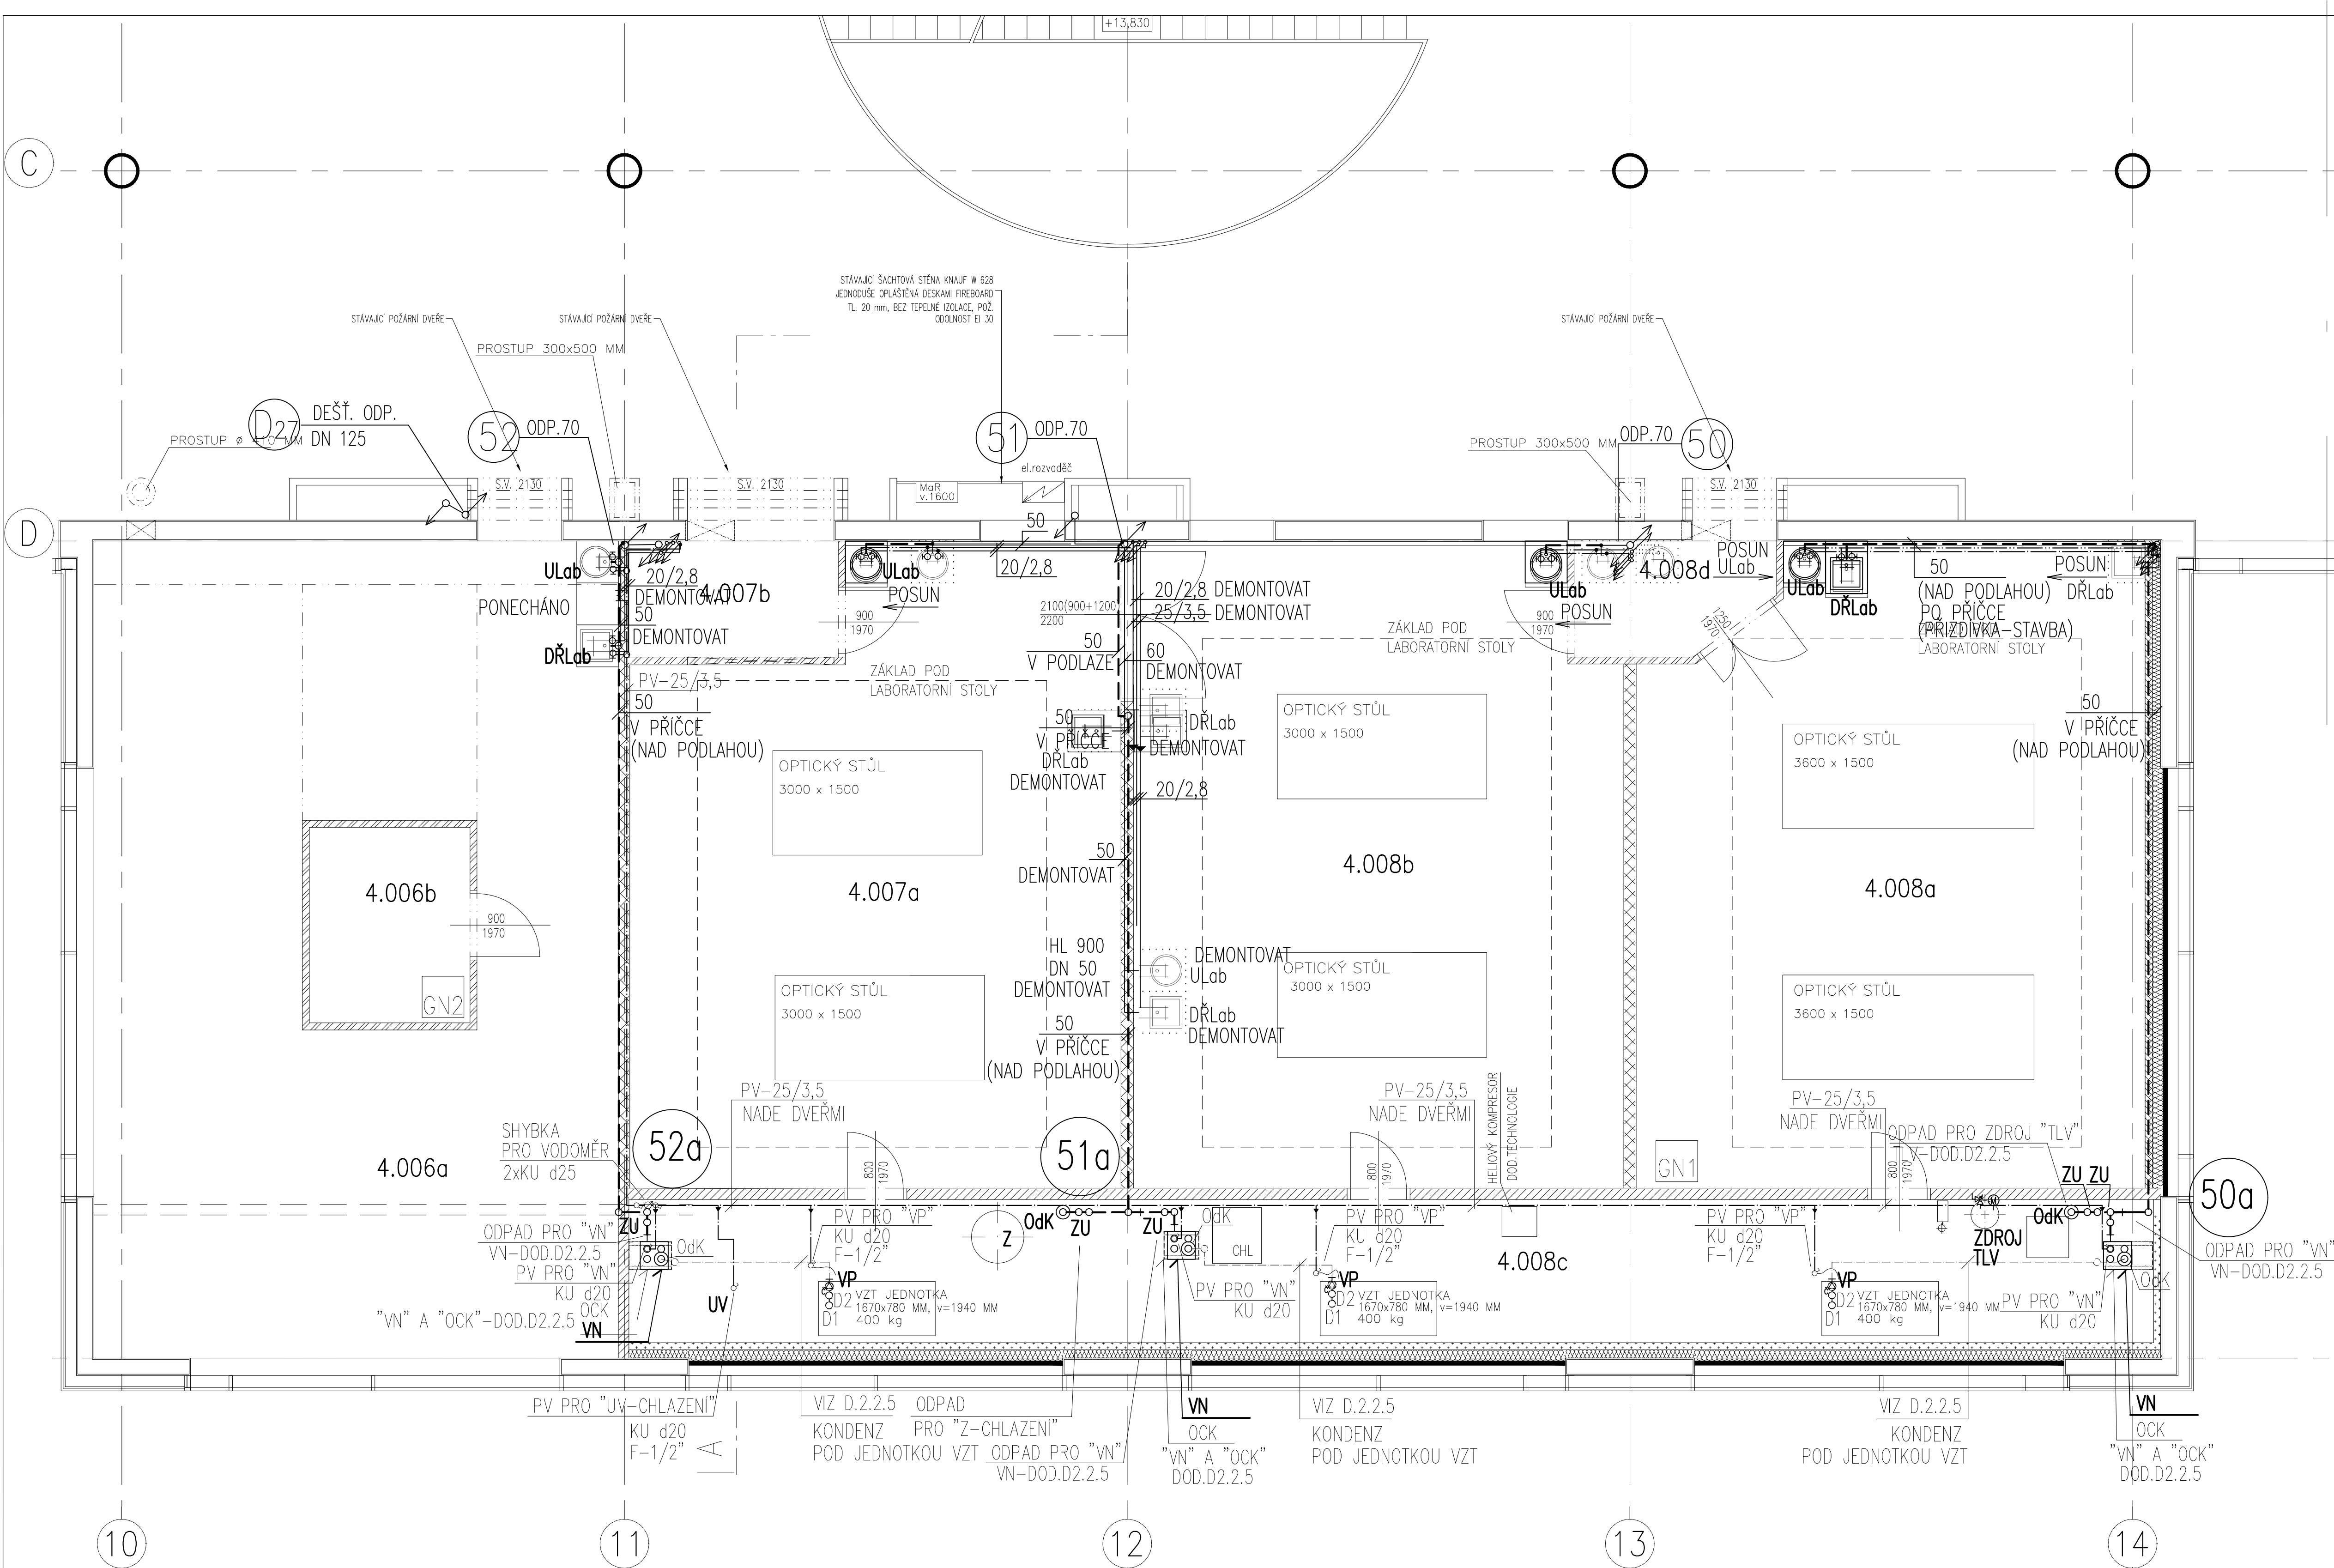 +13,830
C
STÁVAJÍCÍ ŠACHTOVÁ STĚNA KNAUF W 628
JEDNODUŠE OPLÁŠTĚNÁ DESKAMI FIREBOARD
TL. 20 mm, BEZ TEPELNÉ IZOLACE, POŽ.
ODOLNOST EI 30
STÁVAJÍCÍ POŽÁRNÍ DVEŘE
STÁVAJÍCÍ POŽÁRNÍ DVEŘE
STÁVAJÍCÍ POŽÁRNÍ DVEŘE
PROSTUP 300x500 MM
D27
DEŠŤ. ODP.
DN 125
PROSTUP ø 410 MM
52
ODP.70
51
ODP.70
PROSTUP 300x500 MM
ODP.70
50
el.rozvaděč
MaR
v.1600
S.V. 2130
S.V. 2130
S.V. 2130
D
50
20/2,8
ULab
PONECHÁNO
DŘLab
20/2,8
DEMONTOVAT
50
DEMONTOVAT
4.007b
ULab
POSUN
900
1970
PV-25/3,5
50
V PŘÍČCE
(NAD PODLAHOU)
ZÁKLAD POD
LABORATORNÍ STOLY
2100(900+1200
2200
50
V PODLAZE
20/2,8 DEMONTOVAT
25/3,5 DEMONTOVAT
60
DEMONTOVAT
50
V PŘÍČCE
DŘLab
DEMONTOVAT
DŘLab
DEMONTOVAT
20/2,8
ZÁKLAD POD
LABORATORNÍ STOLY
900
1970
ULab
POSUN
4.008d
POSUN
ULab
1250
1970
ULab
DŘLab
50
(NAD PODLAHOU)
PO PŘÍČCE
(PŘIZDÍVKA-STAVBA)
LABORATORNÍ STOLY
POSUN
DŘLab
50
V PŘÍČCE
(NAD PODLAHOU)
OPTICKÝ STŮL
3000 x 1500
OPTICKÝ STŮL
3000 x 1500
OPTICKÝ STŮL
3600 x 1500
4.006b
900
1970
GN2
4.007a
50
DEMONTOVAT
4.008b
4.008a
HL 900
DN 50
DEMONTOVAT
DEMONTOVAT
ULab
DŘLab
DEMONTOVAT
50
V PŘÍČCE
(NAD PODLAHOU)
OPTICKÝ STŮL
3000 x 1500
OPTICKÝ STŮL
3000 x 1500
OPTICKÝ STŮL
3600 x 1500
PV-25/3,5
NADE DVEŘMI
PV-25/3,5
NADE DVEŘMI
PV-25/3,5
NADE DVEŘMI
HELIOVÝ KOMPRESOR
DOD.TECHNOLOGIE
4.006a
SHYBKA
PRO VODOMĚR
2xKU d25
52a
51a
800
1970
800
1970
800
1970
GN1
ODPAD PRO ZDROJ "TLV"
TLV-DOD.D2.2.5
ZU ZU
50a
ODPAD PRO "VN"
VN-DOD.D2.2.5
PV PRO "VN"
KU d20
"VN" A "OCK"-DOD.D2.2.5
OCK
VN
ZU
OdK
UV
PV PRO "VP"
KU d20
F-1/2"
VP
D2
D1
VZT JEDNOTKA
1670x780 MM, v=1940 MM
400 kg
Z
OdK
ZU
ZU
OdK
CHL
PV PRO "VN"
KU d20
PV PRO "VP"
KU d20
F-1/2"
VP
D2
D1
VZT JEDNOTKA
1670x780 MM, v=1940 MM
400 kg
4.008c
PV PRO "VP"
KU d20
F-1/2"
VP
D2
D1
VZT JEDNOTKA
1670x780 MM, v=1940 MM
400 kg
M
ZDROJ
TLV
OdK
OdK
PV PRO "VN"
KU d20
ODPAD PRO "VN"
VN-DOD.D2.2.5
PV PRO "UV-CHLAZENÍ"
KU d20
F-1/2"
A
VIZ D.2.2.5
KONDENZ
POD JEDNOTKOU VZT
ODPAD
PRO "Z-CHLAZENÍ"
ODPAD PRO "VN"
VN-DOD.D2.2.5
VN
OCK
"VN" A "OCK"
DOD.D2.2.5
VIZ D.2.2.5
KONDENZ
POD JEDNOTKOU VZT
VIZ D.2.2.5
KONDENZ
POD JEDNOTKOU VZT
VN
OCK
"VN" A "OCK"
DOD.D2.2.5
10
11
12
13
14